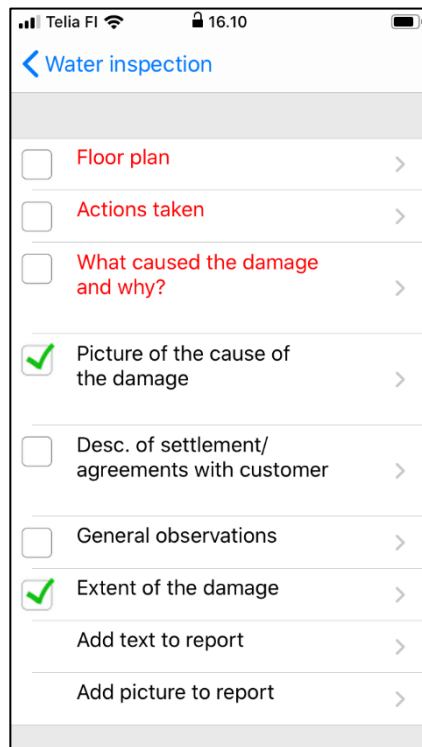 Telia FI 16.10
Water inspection
Floor plan
Actions taken
What caused the damage
and why?
Picture of the cause of
the damage
Desc. of settlement/
agreements with customer
General observations
Extent of the damage
Add text to report
Add picture to report